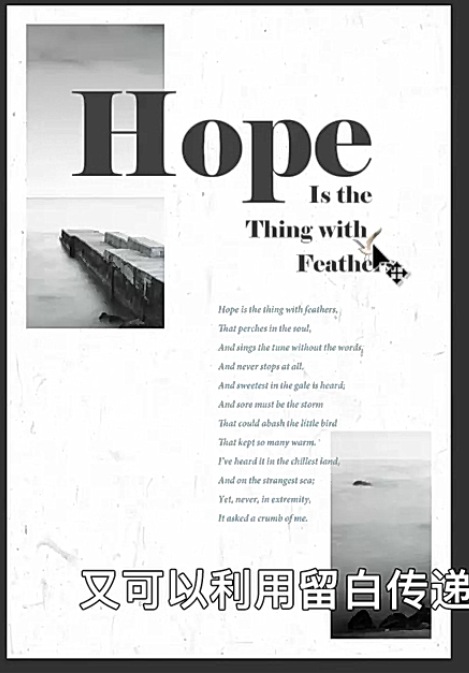 Hope
Is the
Thing with
Feather
Hope is the thing with feathers,
That perches in the soul,
And sings the tune without the words,
And never stops at all.
And sweetest in the gale is heard;
And sore must be the storm
That could abash the little bird
That kept so many warm.
I've heard it in the chillest land,
And on the strangest sea;
Yet, never, in extremity,
It asked a crumb of me.
又可以利用留白传递